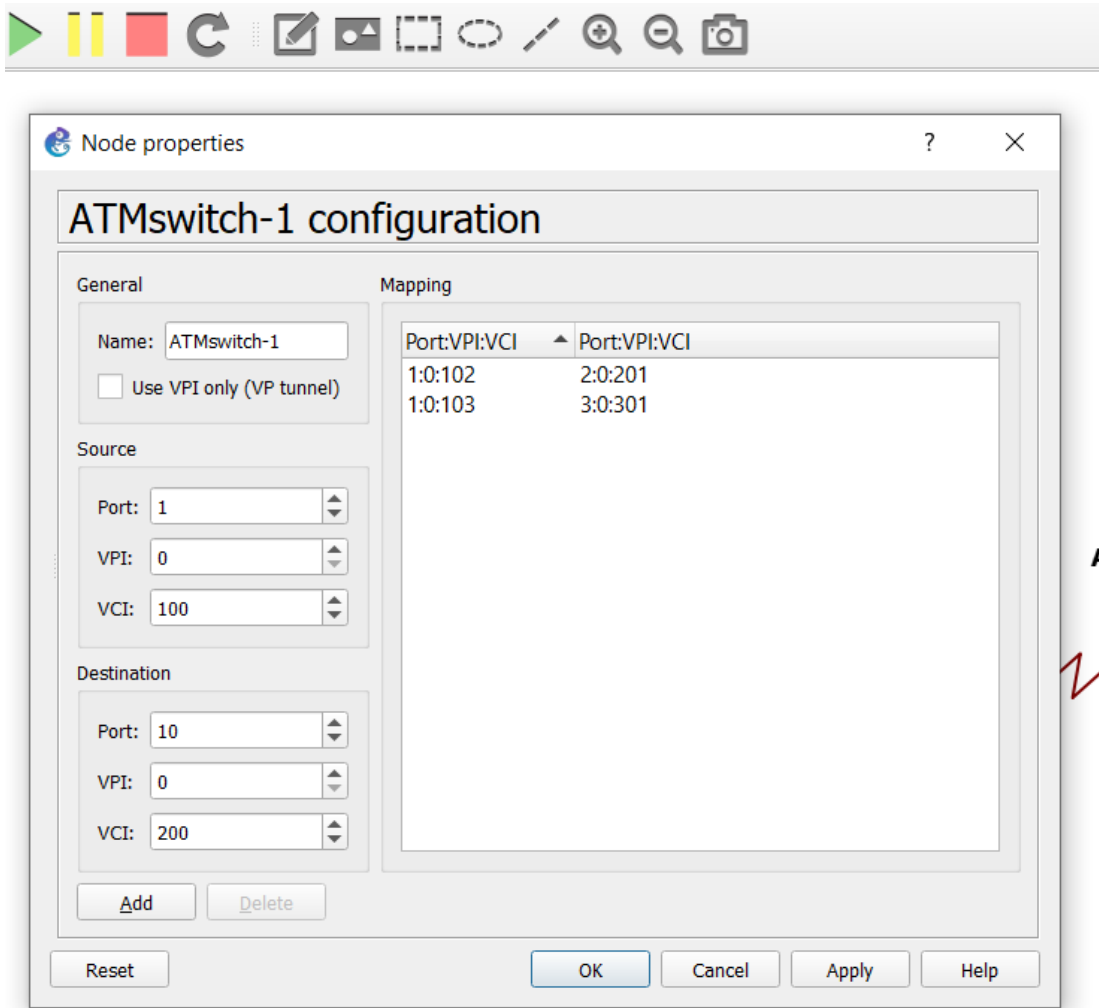 Node properties
?
ATMswitch-1 configuration
General
Name: ATMswitch-1
Use VPI only (VP tunnel)
Source
Port: 1
VPI: 0
VCI: 100
Destination
Port: 10
VPI: 0
VCI: 200
Add Delete
Mapping
Port:VPI:VCI Port:VPI:VCI
1:0:102 2:0:201
1:0:103 3:0:301
A
Reset OK Cancel Apply Help